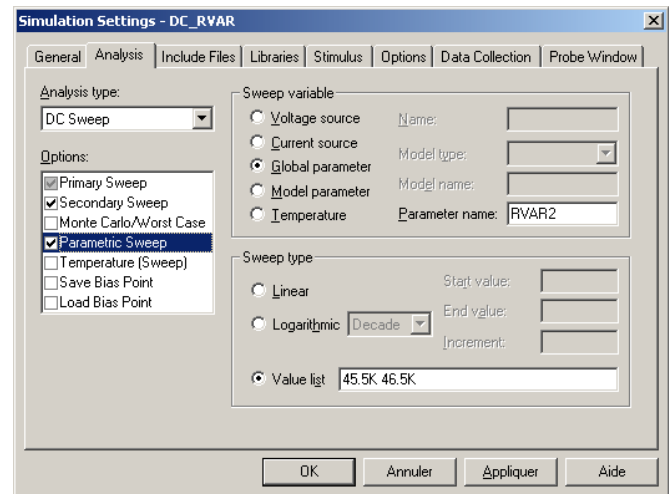 Simulation Settings - DC_RVAR
General Analysis Include Files Libraries Stimulus Options Data Collection Probe Window
Analysis type:
DC Sweep
Options:
Primary Sweep
Secondary Sweep
Monte Carlo/Worst Case
Parametric Sweep
Temperature (Sweep)
Save Bias Point
Load Bias Point
Sweep variable
Voltage source
Current source
Global parameter
Model parameter
Temperature
Name:
Model type:
Model name:
Parameter name: RVAR2
Sweep type
Linear
Logarithmic Decade
Start value:
End value:
Increment:
Value list 45.5K 46.5K
OK Annuler Appliquer Aide